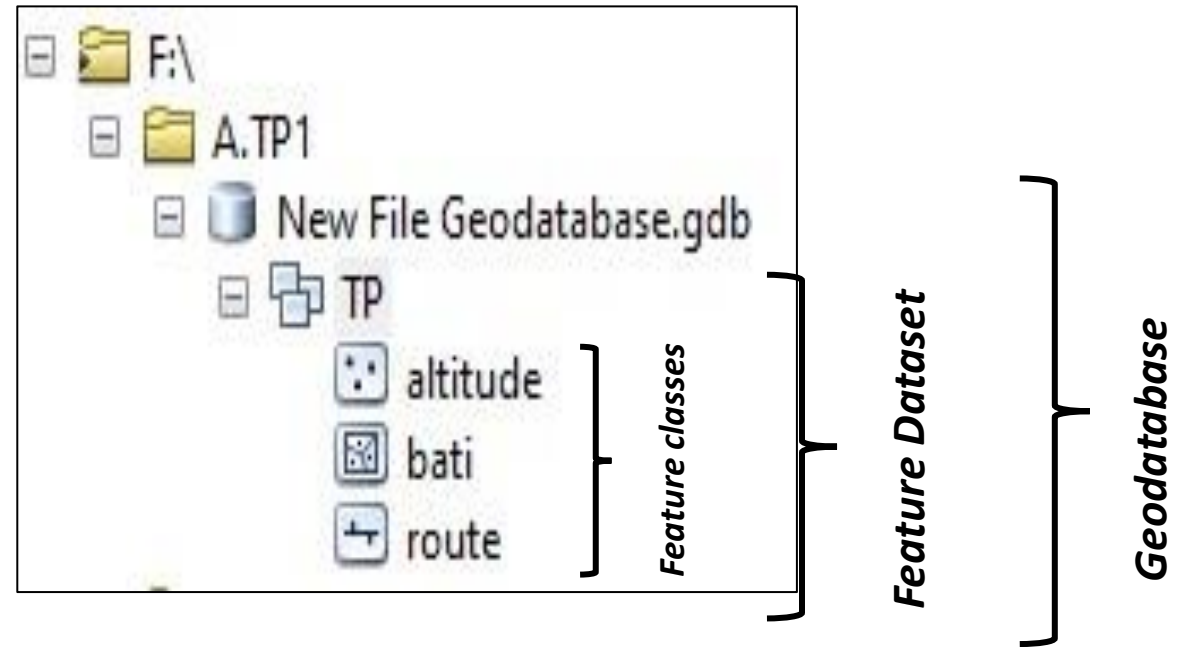 F:\
A.TP1
New File Geodatabase.gdb
TP
altitude
bati
route
Feature classes
Feature Dataset
Geodatabase